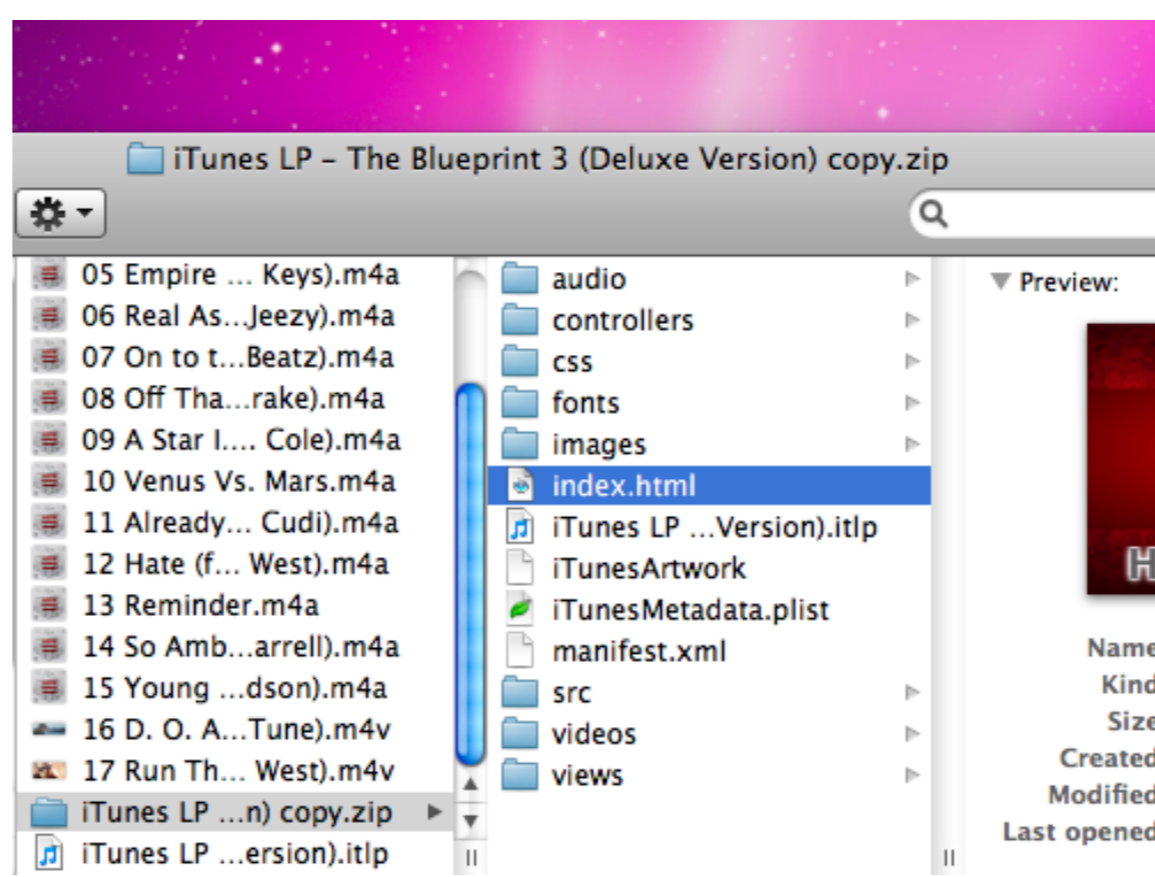 iTunes LP – The Blueprint 3 (Deluxe Version) copy.zip
05 Empire … Keys).m4a
06 Real As…Jeezy).m4a
07 On to t…Beatz).m4a
08 Off Tha…rake).m4a
09 A Star I…. Cole).m4a
10 Venus Vs. Mars.m4a
11 Already… Cudi).m4a
12 Hate (f… West).m4a
13 Reminder.m4a
14 So Amb…arrell).m4a
15 Young …dson).m4a
16 D. O. A…Tune).m4v
17 Run Th… West).m4v
iTunes LP …n) copy.zip
iTunes LP …ersion).itlp
audio
controllers
css
fonts
images
index.html
iTunes LP …Version).itlp
iTunesArtwork
iTunesMetadata.plist
manifest.xml
src
videos
views
Preview:
H
Name
Kind
Size
Created
Modified
Last opened